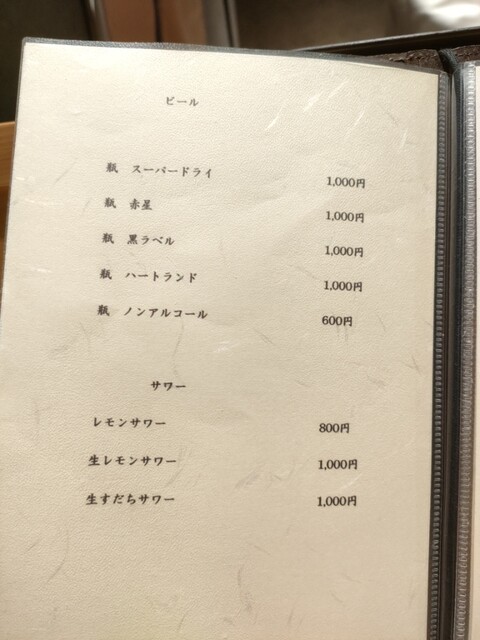 ビール
瓶 スーパードライ 1,000円
瓶 赤星 1,000円
瓶 黒ラベル 1,000円
瓶 ハートランド 1,000円
瓶 ノンアルコール 600円
サワー
レモンサワー 800円
生レモンサワー 1,000円
生すだちサワー 1,000円